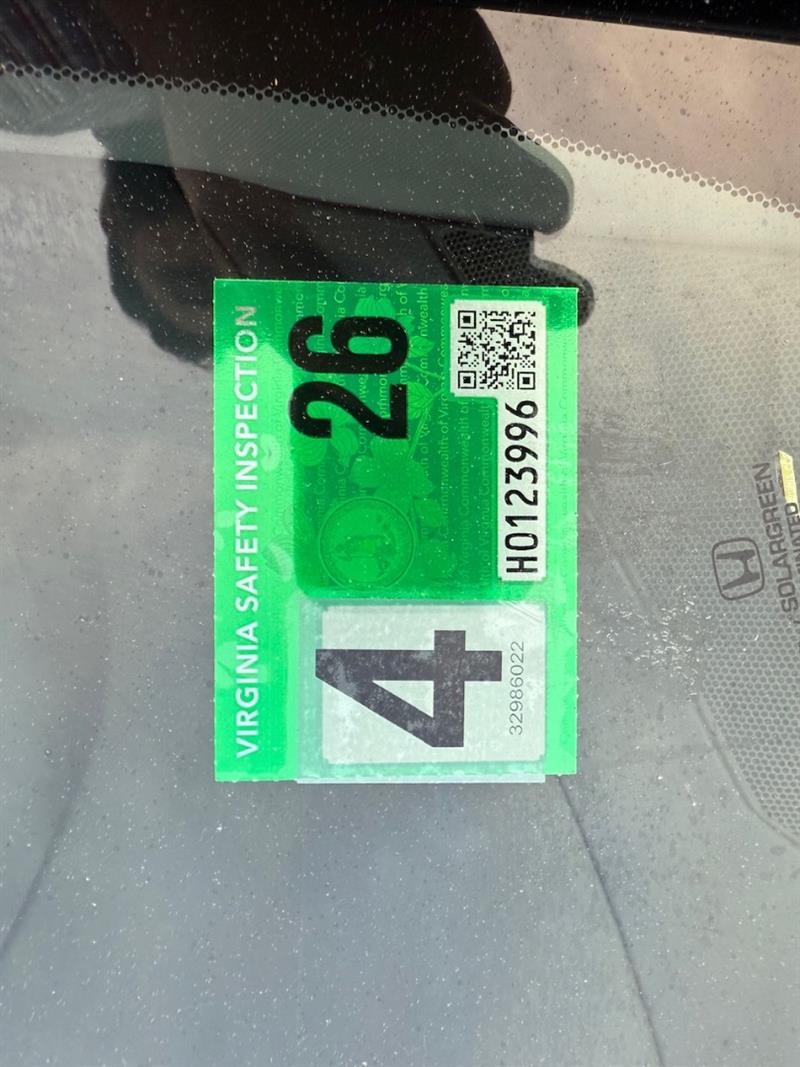 VIRGINIA SAFETY INSPECTION
4
26
32986022
H0123996
SOLARGREEN